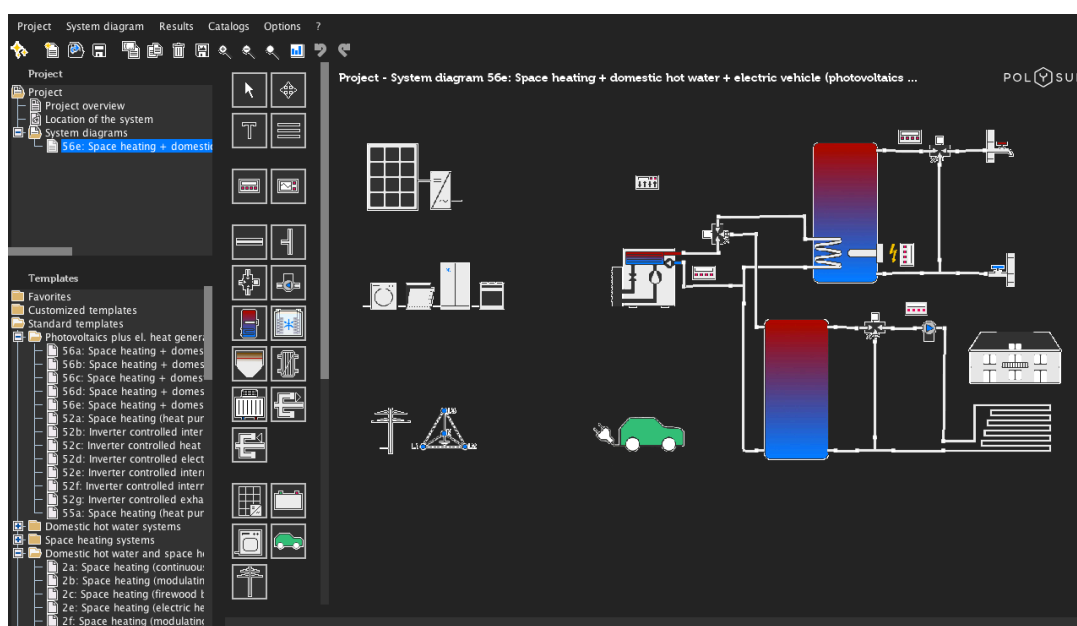 Project System diagram Results Catalogs Options ?
Project
Project - System diagram 56e: Space heating + domestic hot water + electric vehicle (photovoltaics ...
POLYSU
Project
Project overview
Location of the system
System diagrams
56e: Space heating + domestic
Templates
Favorites
Customized templates
Standard templates
Photovoltaics plus el. heat genera
56a: Space heating + domes
56b: Space heating + domes
56c: Space heating + domes
56d: Space heating + domes
56e: Space heating + domes
52a: Space heating (heat pur
52b: Inverter controlled inter
52c: Inverter controlled heat
52d: Inverter controlled elect
52e: Inverter controlled intern
52f: Inverter controlled interr
52g: Inverter controlled exha
55a: Space heating (heat pur
Domestic hot water systems
Space heating systems
Domestic hot water and space he
2a: Space heating (continuou
2b: Space heating (modulatin
2c: Space heating (firewood b
2e: Space heating (electric he
2f: Space heating (modulating
L1
L2